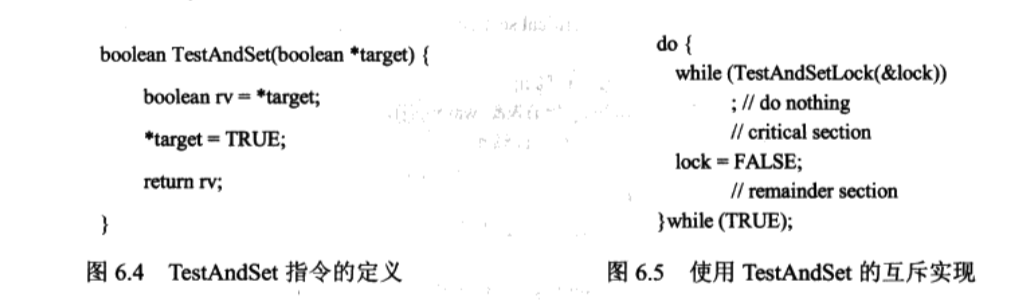 boolean TestAndSet(boolean *target) {
boolean rv = *target;
*target = TRUE;
return rv;
}
图 6.4 TestAndSet 指令的定义
do {
while (TestAndSetLock(&lock))
; // do nothing
// critical section
lock = FALSE;
// remainder section
}while (TRUE);
图 6.5 使用 TestAndSet 的互斥实现